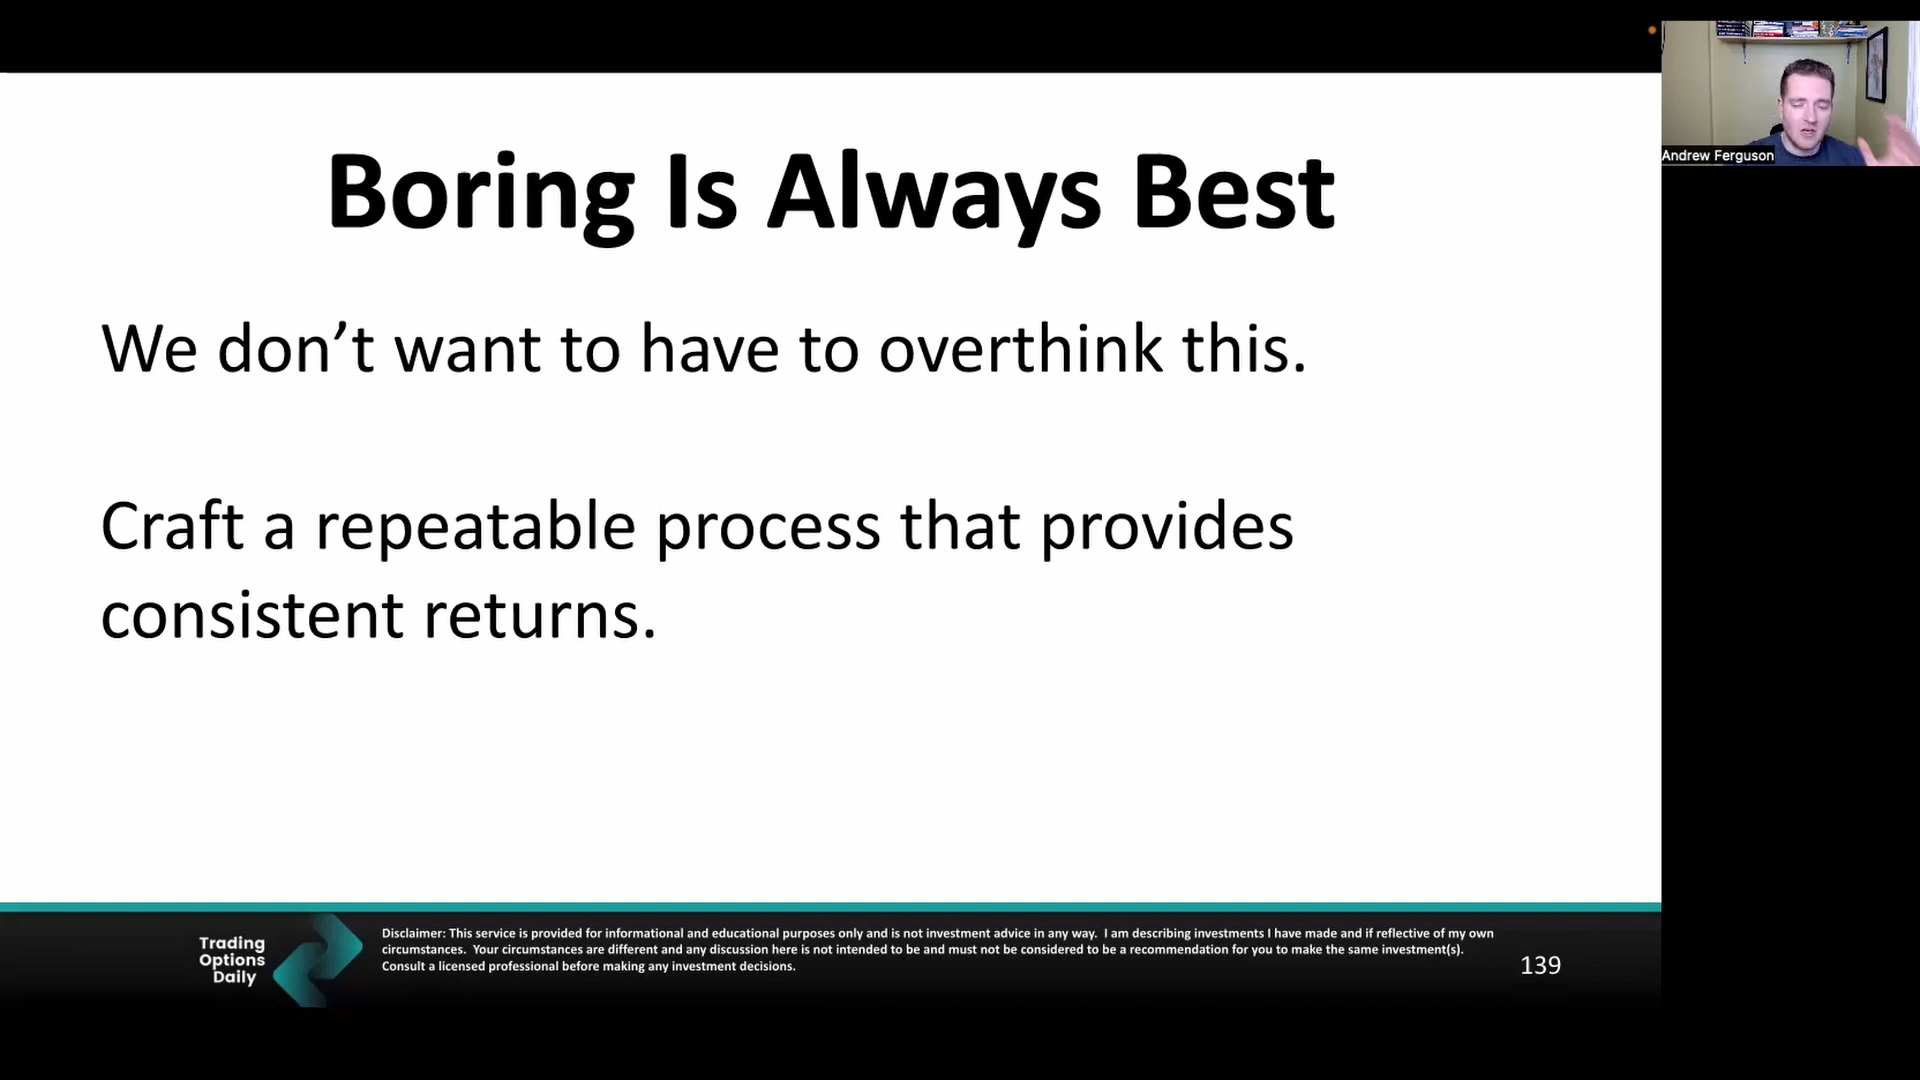 Boring Is Always Best
We don’t want to have to overthink this.
Craft a repeatable process that provides
consistent returns.
Andrew Ferguson
Trading
Options
Daily
Disclaimer: This service is provided for informational and educational purposes only and is not investment advice in any way.  I am describing investments I have made and if reflective of my own
circumstances.  Your circumstances are different and any discussion here is not intended to be and must not be considered to be a recommendation for you to make the same investment(s).
Consult a licensed professional before making any investment decisions.
139